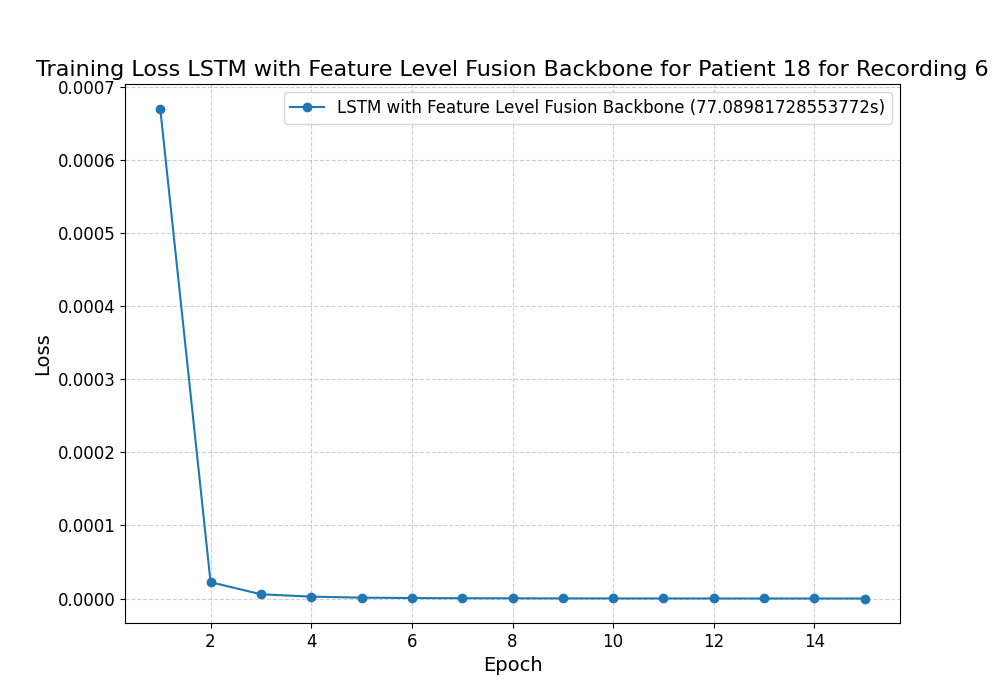 Training Loss LSTM with Feature Level Fusion Backbone for Patient 18 for Recording 6
LSTM with Feature Level Fusion Backbone (77.08981728553772s)
0.0007
0.0006
0.0005
0.0004
0.0003
0.0002
0.0001
0.0000
Loss
2 4 6 8 10 12 14
Epoch